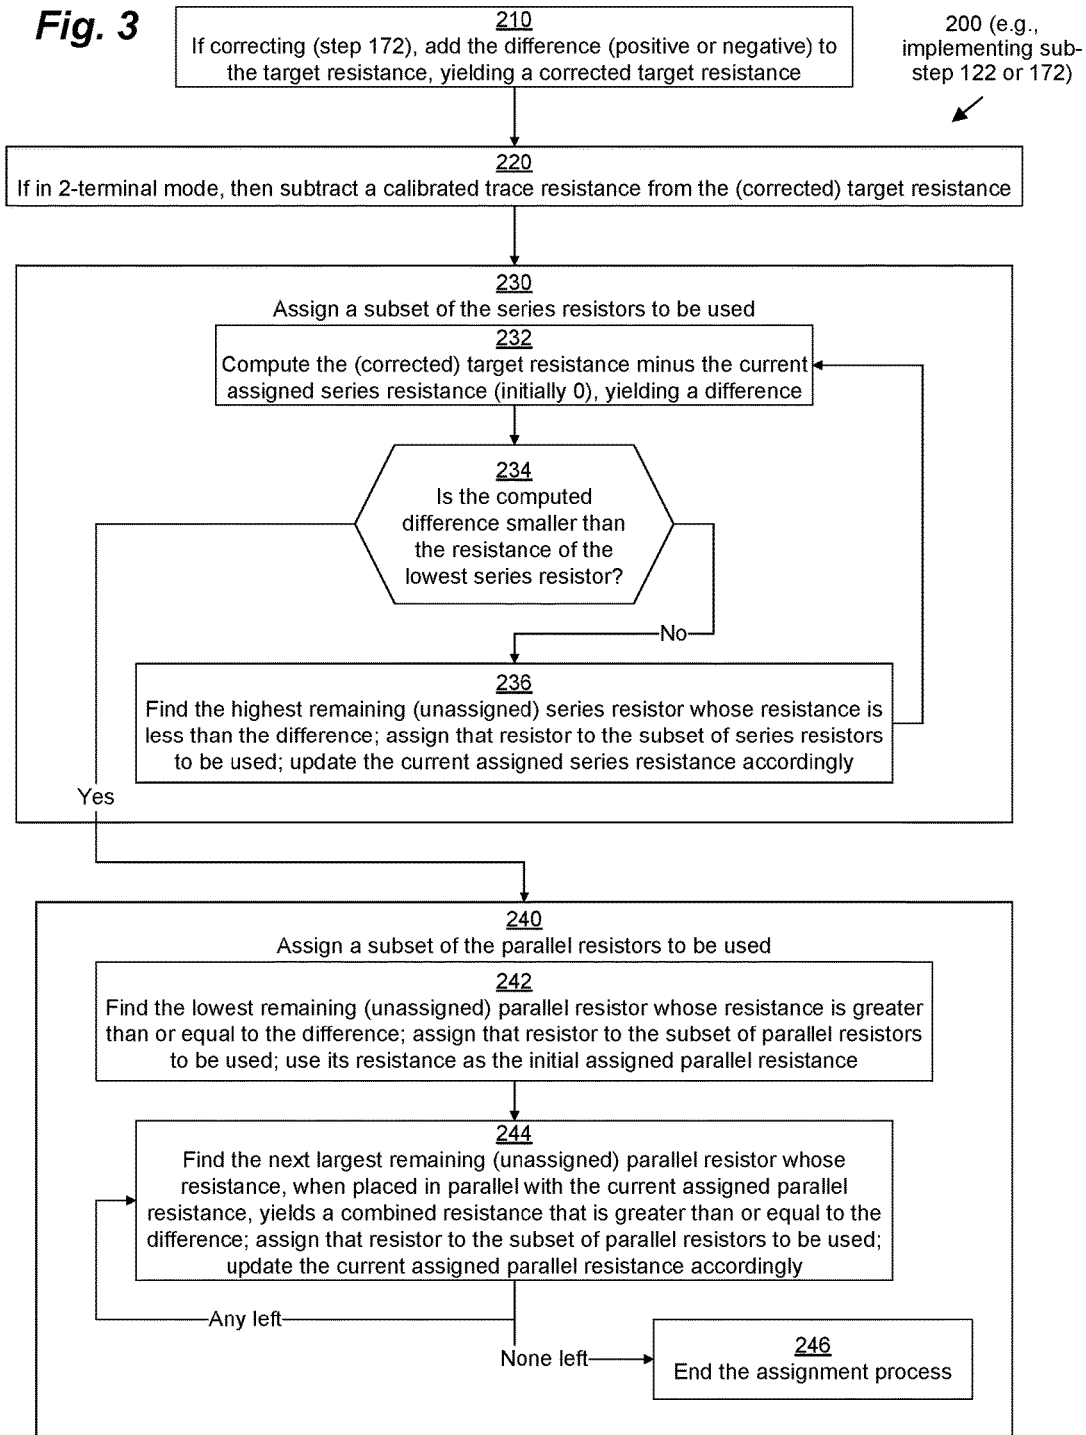 Fig. 3
210
If correcting (step 172), add the difference (positive or negative) to
the target resistance, yielding a corrected target resistance
200 (e.g.,
implementing sub-
step 122 or 172)
220
If in 2-terminal mode, then subtract a calibrated trace resistance from the (corrected) target resistance
230
Assign a subset of the series resistors to be used
232
Compute the (corrected) target resistance minus the current
assigned series resistance (initially 0), yielding a difference
234
Is the computed
difference smaller than
the resistance of the
lowest series resistor?
No
236
Find the highest remaining (unassigned) series resistor whose resistance is
less than the difference; assign that resistor to the subset of series resistors
to be used; update the current assigned series resistance accordingly
Yes
240
Assign a subset of the parallel resistors to be used
242
Find the lowest remaining (unassigned) parallel resistor whose resistance is greater
than or equal to the difference; assign that resistor to the subset of parallel resistors
to be used; use its resistance as the initial assigned parallel resistance
244
Find the next largest remaining (unassigned) parallel resistor whose
resistance, when placed in parallel with the current assigned parallel
resistance, yields a combined resistance that is greater than or equal to the
difference; assign that resistor to the subset of parallel resistors to be used;
update the current assigned parallel resistance accordingly
Any left
None left
246
End the assignment process